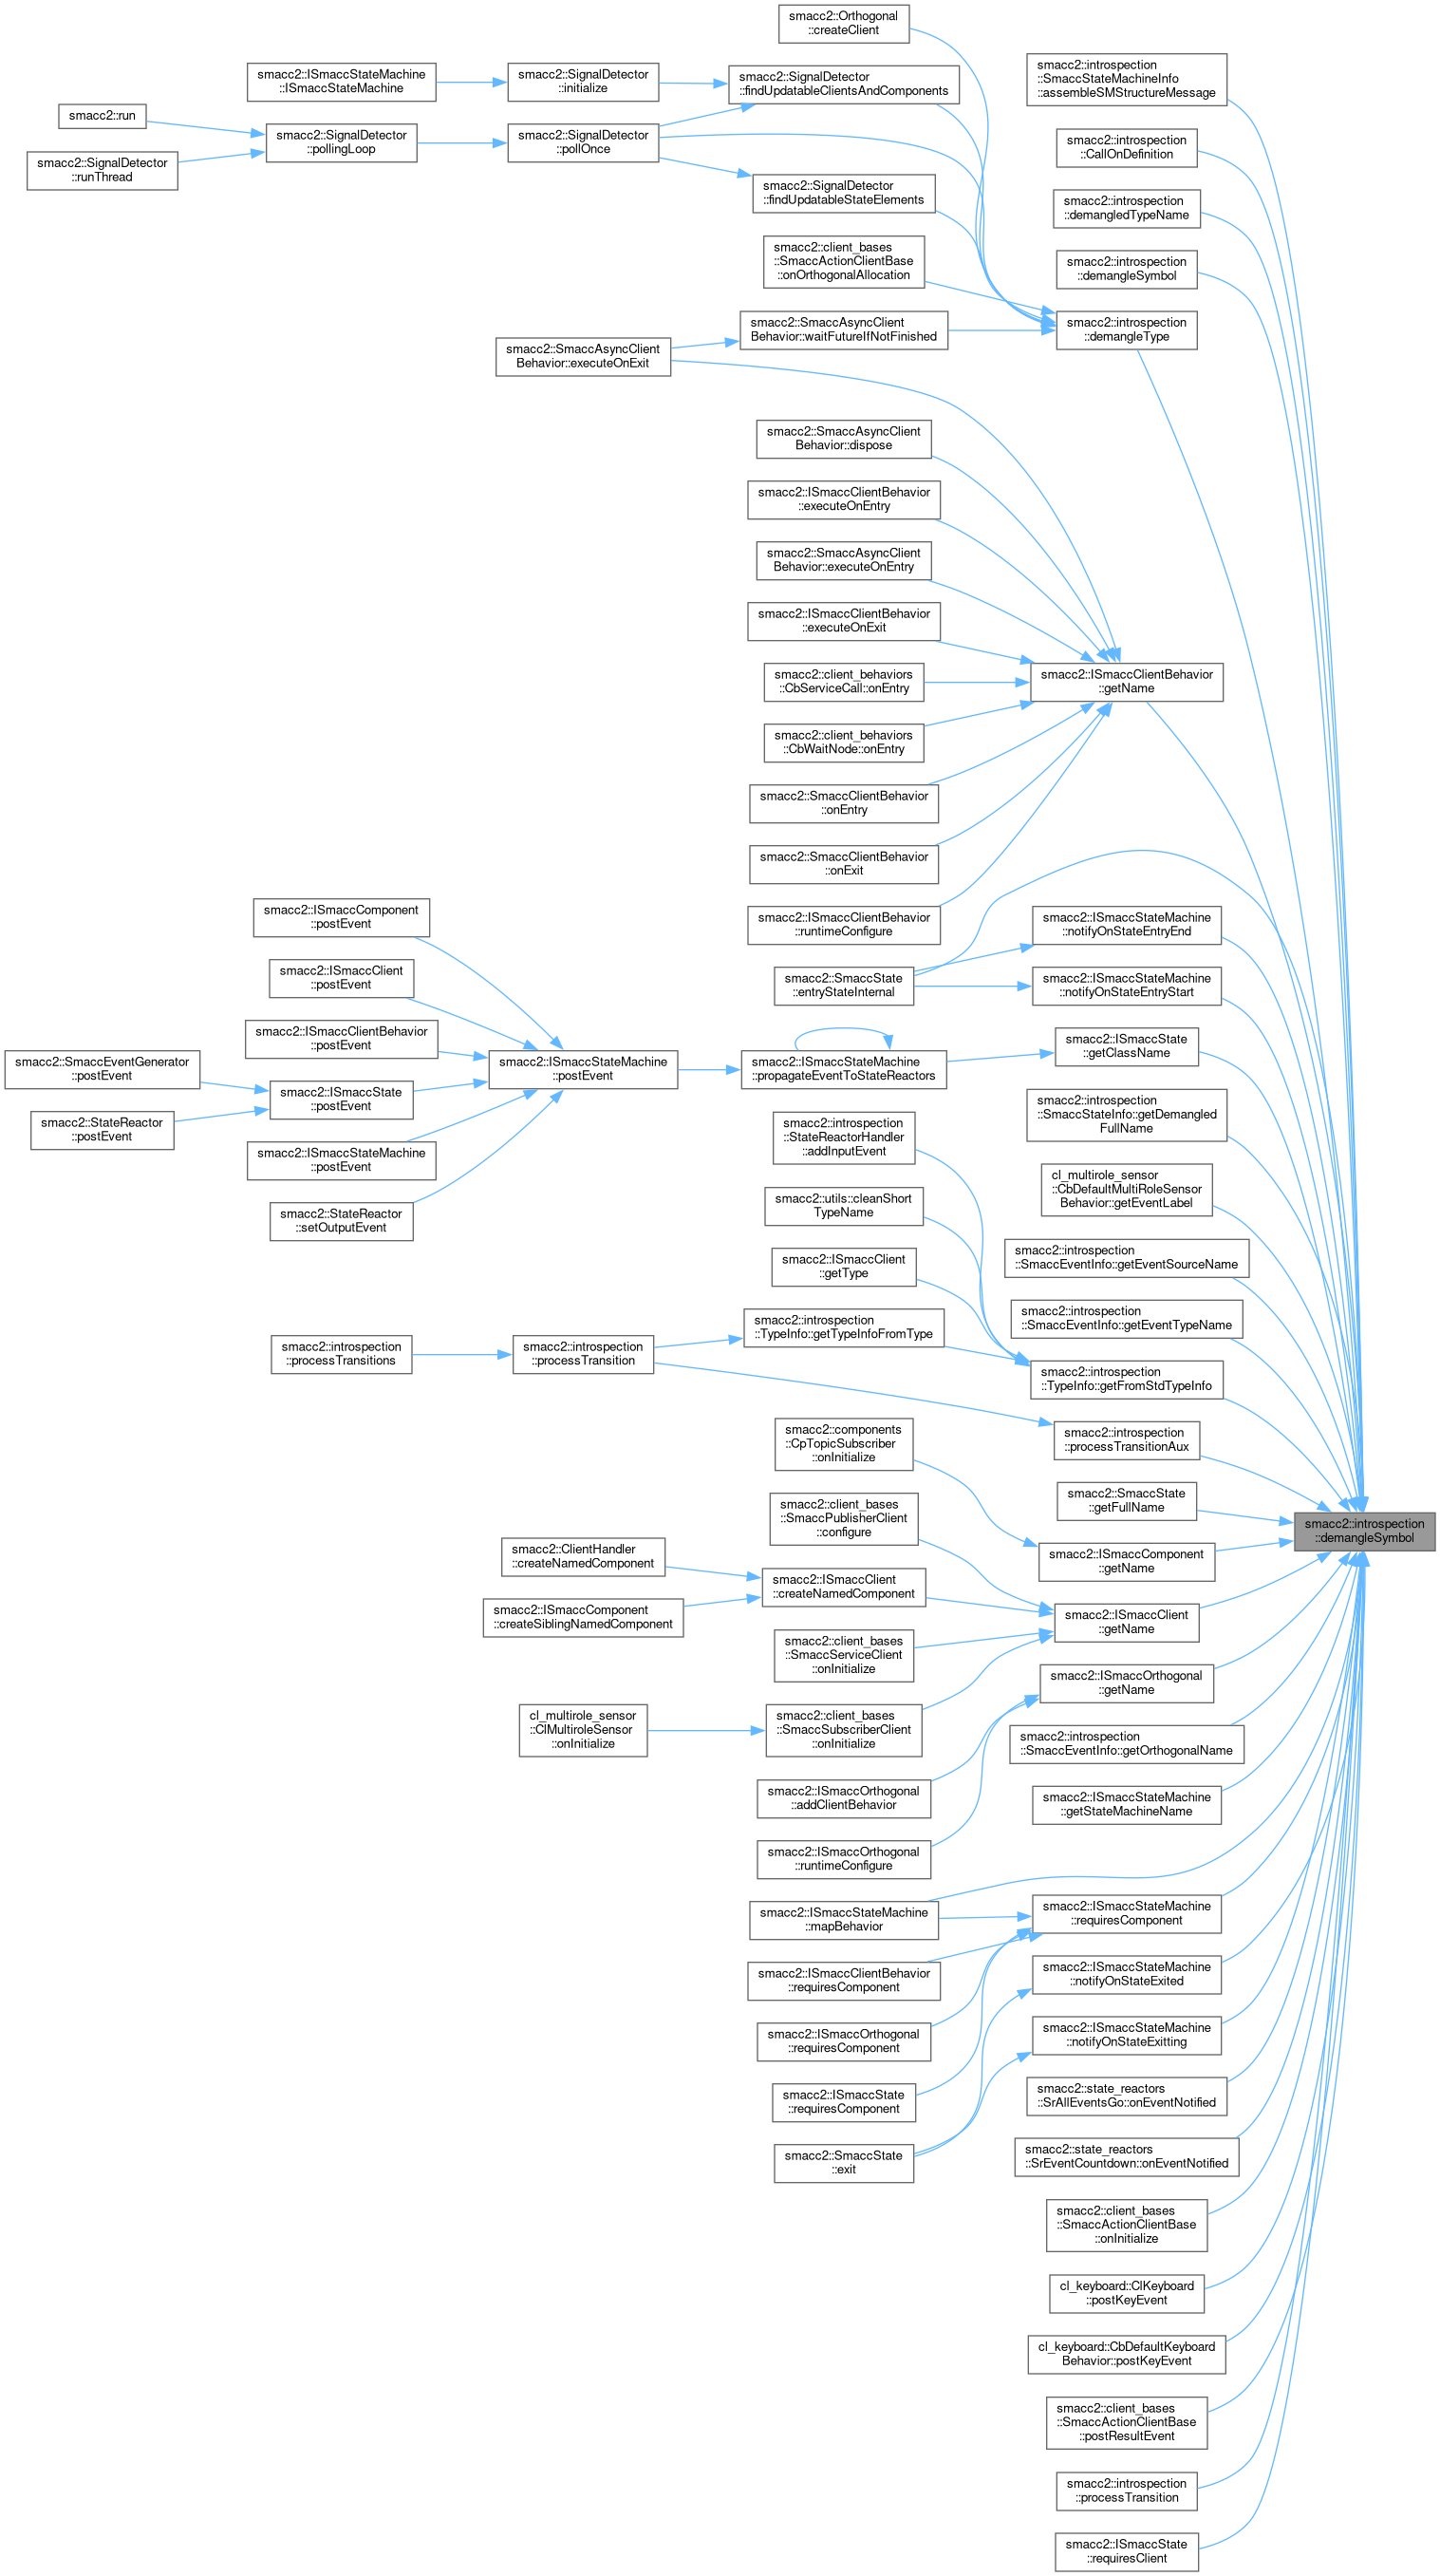 smacc2::Orthogonal
::createClient
smacc2::introspection
::SmaccStateMachineInfo
::assembleSMStructureMessage
smacc2::ISmaccStateMachine
::ISmaccStateMachine
smacc2::SignalDetector
::initialize
smacc2::SignalDetector
::findUpdatableClientsAndComponents
smacc2::run
smacc2::SignalDetector
::pollingLoop
smacc2::SignalDetector
::pollOnce
smacc2::introspection
::CallOnDefinition
smacc2::SignalDetector
::runThread
smacc2::SignalDetector
::findUpdatableStateElements
smacc2::introspection
::demangledTypeName
smacc2::client_bases
::SmaccActionClientBase
::onOrthogonalAllocation
smacc2::introspection
::demangleSymbol
smacc2::SmaccAsyncClient
Behavior::waitFutureIfNotFinished
smacc2::introspection
::demangleType
smacc2::SmaccAsyncClient
Behavior::executeOnExit
smacc2::SmaccAsyncClient
Behavior::dispose
smacc2::ISmaccClientBehavior
::executeOnEntry
smacc2::SmaccAsyncClient
Behavior::executeOnEntry
smacc2::ISmaccClientBehavior
::executeOnExit
smacc2::client_behaviors
::CbServiceCall::onEntry
smacc2::ISmaccClientBehavior
::getName
smacc2::client_behaviors
::CbWaitNode::onEntry
smacc2::SmaccClientBehavior
::onEntry
smacc2::SmaccClientBehavior
::onExit
smacc2::ISmaccComponent
::postEvent
smacc2::ISmaccClientBehavior
::runtimeConfigure
smacc2::ISmaccStateMachine
::notifyOnStateEntryEnd
smacc2::ISmaccClient
::postEvent
smacc2::SmaccState
::entryStateInternal
smacc2::ISmaccStateMachine
::notifyOnStateEntryStart
smacc2::ISmaccClientBehavior
::postEvent
smacc2::ISmaccState
::getClassName
smacc2::SmaccEventGenerator
::postEvent
smacc2::ISmaccState
::postEvent
smacc2::ISmaccStateMachine
::postEvent
smacc2::ISmaccStateMachine
::propagateEventToStateReactors
smacc2::StateReactor
::postEvent
smacc2::ISmaccStateMachine
::postEvent
smacc2::introspection
::StateReactorHandler
::addInputEvent
smacc2::introspection
::SmaccStateInfo::getDemangled
FullName
smacc2::StateReactor
::setOutputEvent
smacc2::utils::cleanShort
TypeName
cl_multirole_sensor
::CbDefaultMultiRoleSensor
Behavior::getEventLabel
smacc2::ISmaccClient
::getType
smacc2::introspection
::SmaccEventInfo::getEventSourceName
smacc2::introspection
::processTransitions
smacc2::introspection
::processTransition
smacc2::introspection
::TypeInfo::getTypeInfoFromType
smacc2::introspection
::SmaccEventInfo::getEventTypeName
smacc2::introspection
::TypeInfo::getFromStdTypeInfo
smacc2::components
::CpTopicSubscriber
::onInitialize
smacc2::introspection
::processTransitionAux
smacc2::client_bases
::SmaccPublisherClient
::configure
smacc2::SmaccState
::getFullName
smacc2::introspection
::demangleSymbol
smacc2::ClientHandler
::createNamedComponent
smacc2::ISmaccComponent
::getName
smacc2::ISmaccClient
::createNamedComponent
smacc2::ISmaccComponent
::createSiblingNamedComponent
smacc2::ISmaccClient
::getName
smacc2::client_bases
::SmaccServiceClient
::onInitialize
smacc2::ISmaccOrthogonal
::getName
cl_multirole_sensor
::ClMultiroleSensor
::onInitialize
smacc2::client_bases
::SmaccSubscriberClient
::onInitialize
smacc2::introspection
::SmaccEventInfo::getOrthogonalName
smacc2::ISmaccOrthogonal
::addClientBehavior
smacc2::ISmaccStateMachine
::getStateMachineName
smacc2::ISmaccOrthogonal
::runtimeConfigure
smacc2::ISmaccStateMachine
::mapBehavior
smacc2::ISmaccStateMachine
::requiresComponent
smacc2::ISmaccClientBehavior
::requiresComponent
smacc2::ISmaccStateMachine
::notifyOnStateExited
smacc2::ISmaccOrthogonal
::requiresComponent
smacc2::ISmaccStateMachine
::notifyOnStateExitting
smacc2::ISmaccState
::requiresComponent
smacc2::state_reactors
::SrAllEventsGo::onEventNotified
smacc2::SmaccState
::exit
smacc2::state_reactors
::SrEventCountdown::onEventNotified
smacc2::client_bases
::SmaccActionClientBase
::onInitialize
cl_keyboard::ClKeyboard
::postKeyEvent
cl_keyboard::CbDefaultKeyboard
Behavior::postKeyEvent
smacc2::client_bases
::SmaccActionClientBase
::postResultEvent
smacc2::introspection
::processTransition
smacc2::ISmaccState
::requiresClient